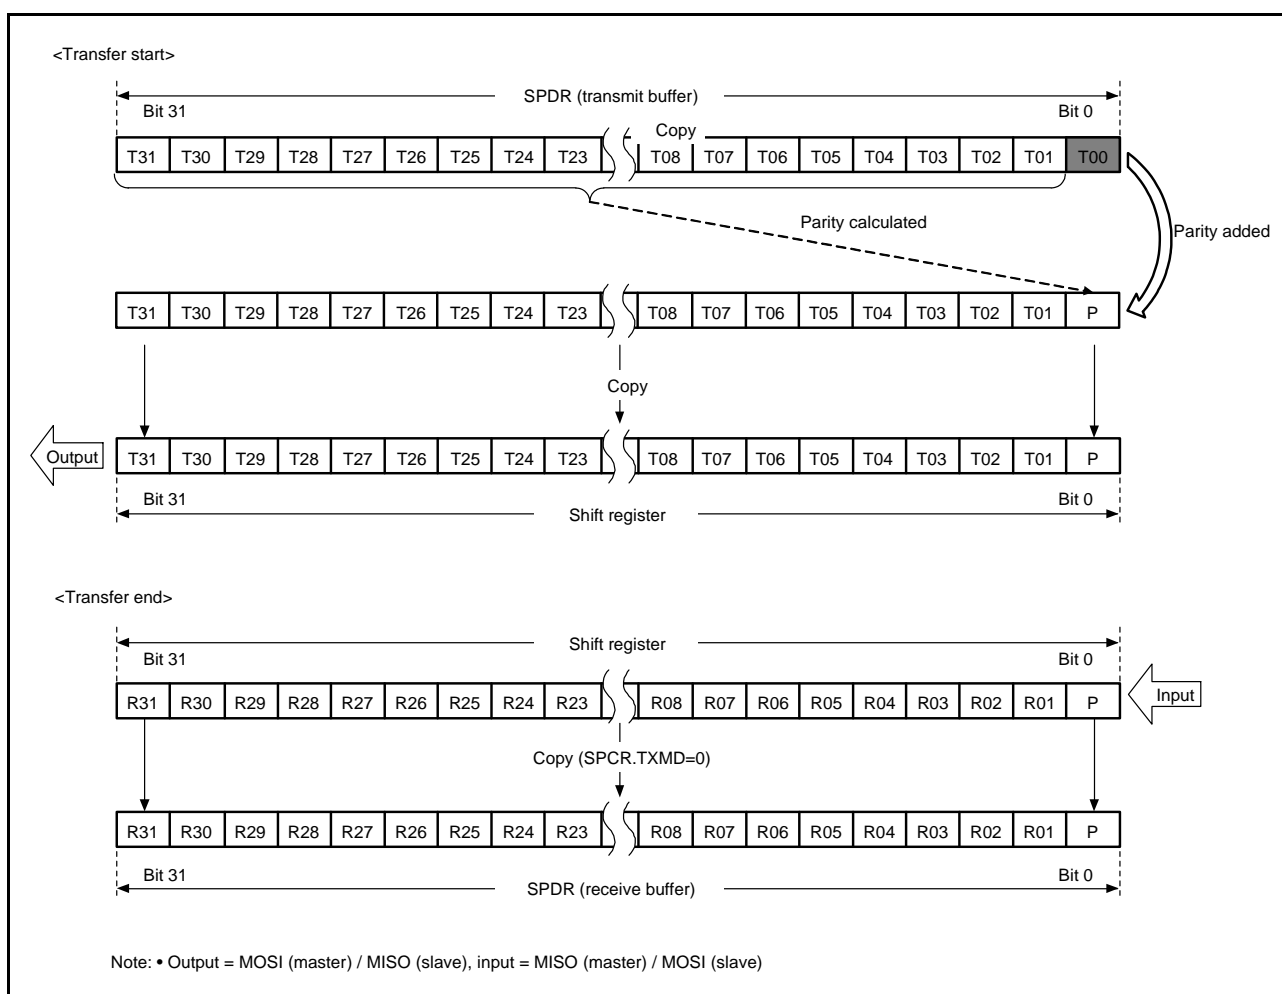 <Transfer start>
SPDR (transmit buffer)
Bit 31 Bit 0
Copy
T31 T30 T29 T28 T27 T26 T25 T24 T23 T08 T07 T06 T05 T04 T03 T02 T01 T00
Parity calculated
Parity added
T31 T30 T29 T28 T27 T26 T25 T24 T23 T08 T07 T06 T05 T04 T03 T02 T01 P
Copy
Output T31 T30 T29 T28 T27 T26 T25 T24 T23 T08 T07 T06 T05 T04 T03 T02 T01 P
Bit 31 Bit 0
Shift register
<Transfer end>
Shift register
Bit 31 Bit 0
R31 R30 R29 R28 R27 R26 R25 R24 R23 R08 R07 R06 R05 R04 R03 R02 R01 P Input
Copy (SPCR.TXMD=0)
R31 R30 R29 R28 R27 R26 R25 R24 R23 R08 R07 R06 R05 R04 R03 R02 R01 P
Bit 31 Bit 0
SPDR (receive buffer)
Note: • Output = MOSI (master) / MISO (slave), input = MISO (master) / MOSI (slave)